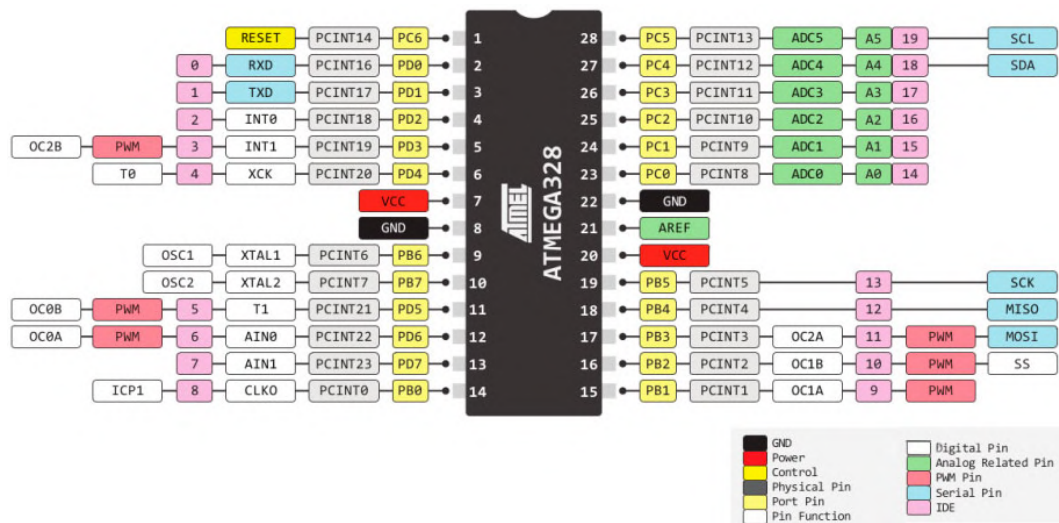 RESET PCINT14 PC6 1 28 PC5 PCINT13 ADC5 A5 19 SCL
0 RXD PCINT16 PD0 2 27 PC4 PCINT12 ADC4 A4 18 SDA
1 TXD PCINT17 PD1 3 26 PC3 PCINT11 ADC3 A3 17
2 INT0 PCINT18 PD2 4 25 PC2 PCINT10 ADC2 A2 16
OC2B PWM 3 INT1 PCINT19 PD3 5 24 PC1 PCINT9 ADC1 A1 15
T0 4 XCK PCINT20 PD4 6 23 PC0 PCINT8 ADC0 A0 14
VCC 7 22 GND
GND 8 21 AREF
OSC1 XTAL1 PCINT6 PB6 9 20 VCC
OSC2 XTAL2 PCINT7 PB7 10 19 PB5 PCINT5 13 SCK
OC0B PWM 5 T1 PCINT21 PD5 11 18 PB4 PCINT4 12 MISO
OC0A PWM 6 AIN0 PCINT22 PD6 12 17 PB3 PCINT3 OC2A 11 PWM MOSI
7 AIN1 PCINT23 PD7 13 16 PB2 PCINT2 OC1B 10 PWM SS
ICP1 8 CLKO PCINT0 PB0 14 15 PB1 PCINT1 OC1A 9 PWM
ATMEL
ATMEGA328
GND
Power
Control
Physical Pin
Port Pin
Pin Function
Digital Pin
Analog Related Pin
PWM Pin
Serial Pin
IDE